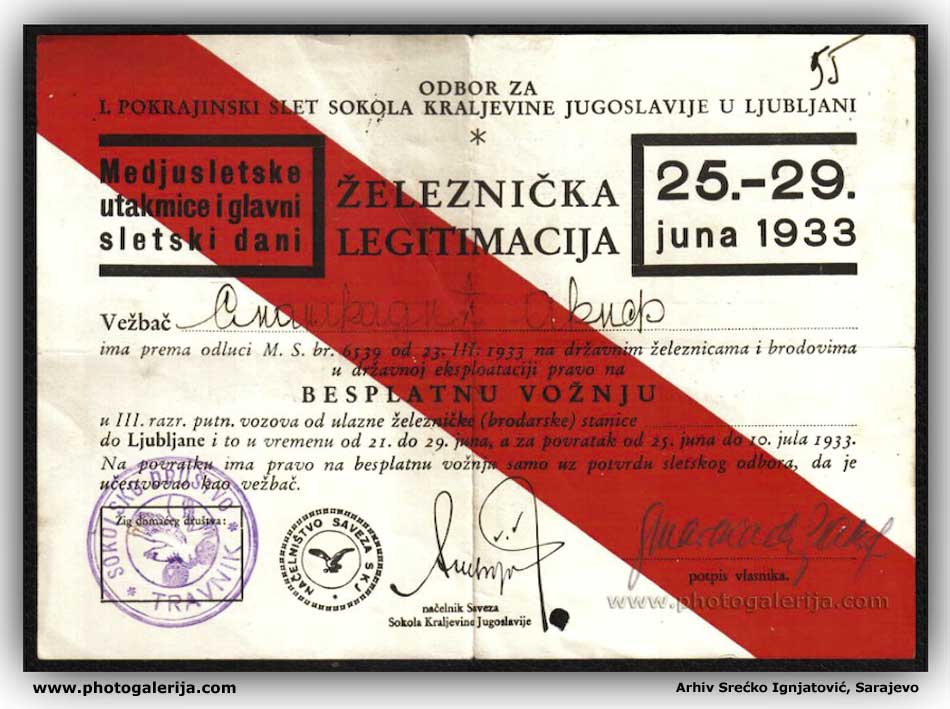 55
ODBOR ZA
I. POKRAJINSKI SLET SOKOLA KRALJEVINE JUGOSLAVIJE U LJUBLJANI
*
Medjusletske
utakmice i glavni
sletski dani
ŽELEZNIČKA
LEGITIMACIJA
25.-29.
juna 1933
Vežbač
ima prema odluci M. S. br. 6539 od 23. III. 1933 na državnim železnicama i brodovima
u državnoj eksploataciji pravo na
BESPLATNU VOŽNJU
u III. razr. putn. vozova od ulazne železničke (brodarske) stanice
do Ljubljane i to u vremenu od 21. do 29. juna, a za povratak od 25. juna do 10. jula 1933.
Na povratku ima pravo na besplatnu vožnju samo uz potvrdu sletskog odbora, da je
učestvovao kao vežbač.
Žig domaćeg društva:
* SOKOLSKO DRUŠTVO *
TRAVNIK
NAČELNIŠTVO SAVEZA SKJ
načelnik Saveza
Sokola Kraljevine Jugoslavije
potpis vlasnika.
www.photogalerija.com
www.photogalerija.com
Arhiv Srećko Ignjatović, Sarajevo